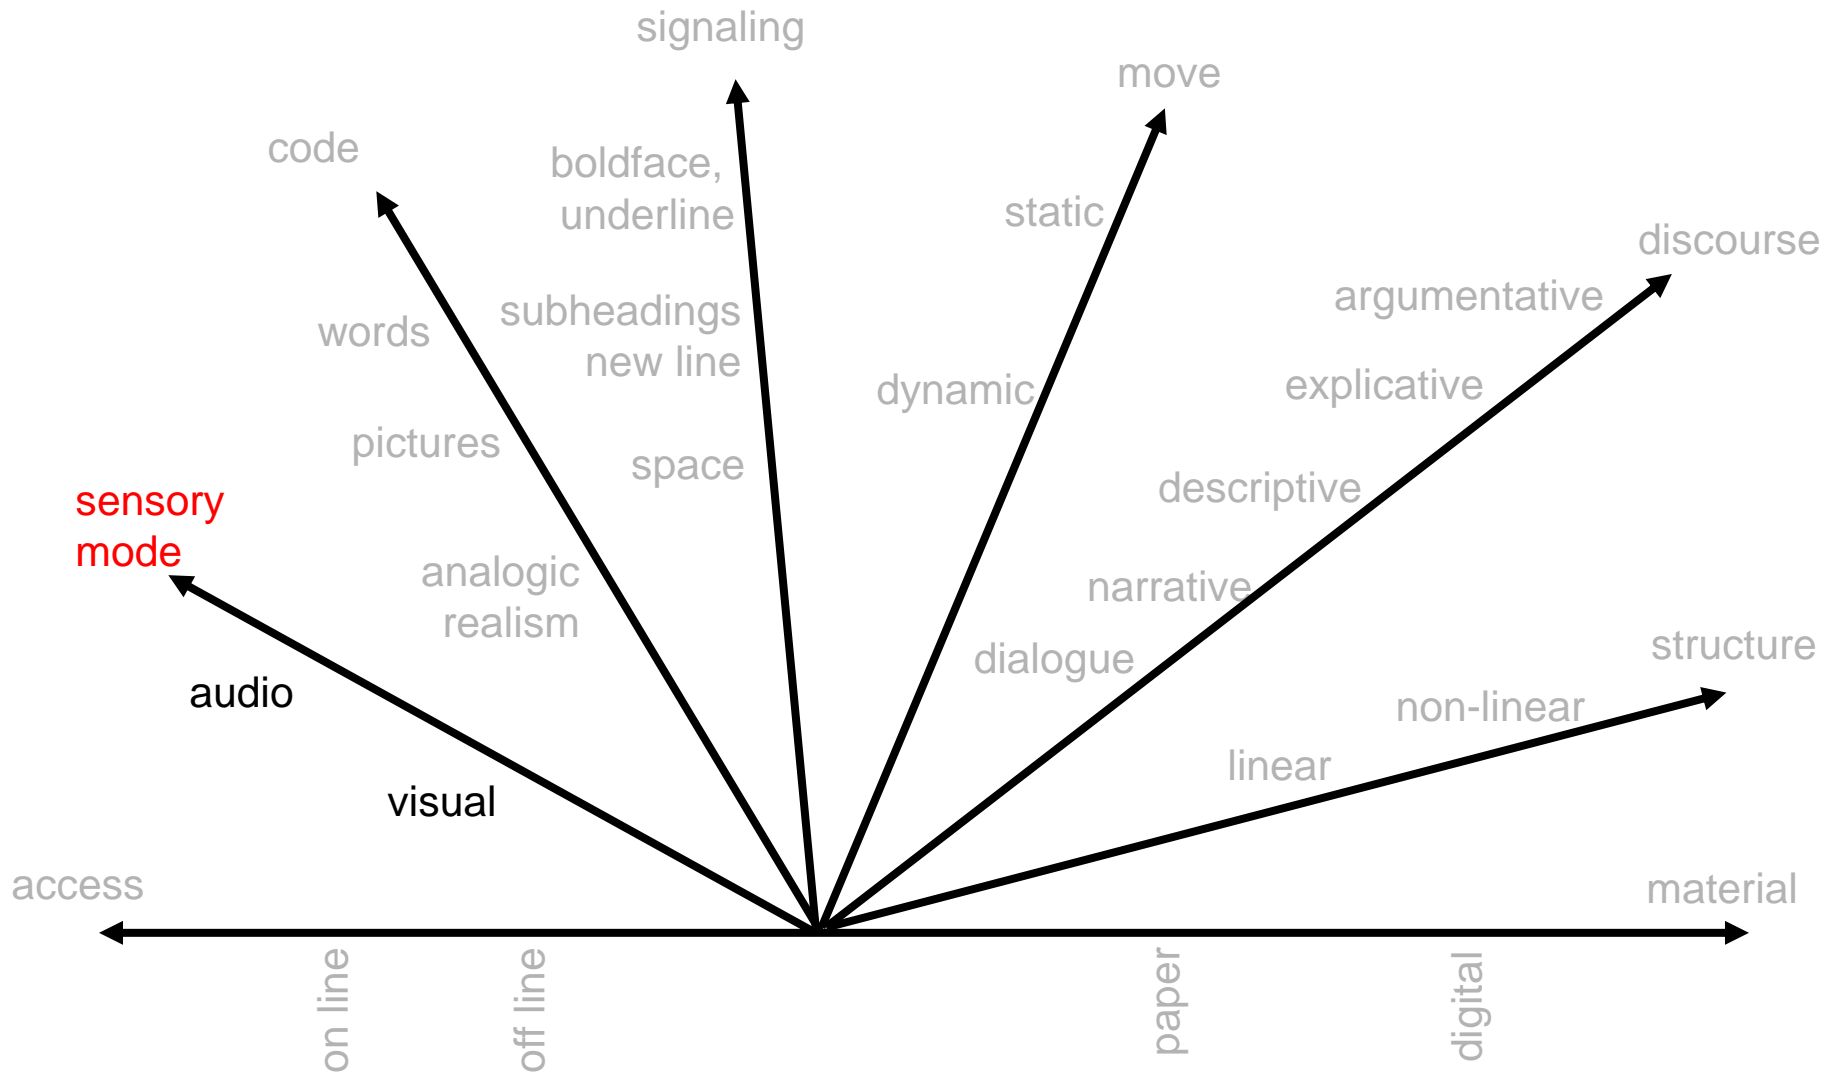 signaling
move
code
boldface,
underline
static
discourse
argumentative
subheadings
new line
words
dynamic
explicative
pictures
space
descriptive
sensory
mode
analogic
realism
narrative
dialogue
structure
audio
non-linear
linear
visual
access
material
on line
off line
paper
digital